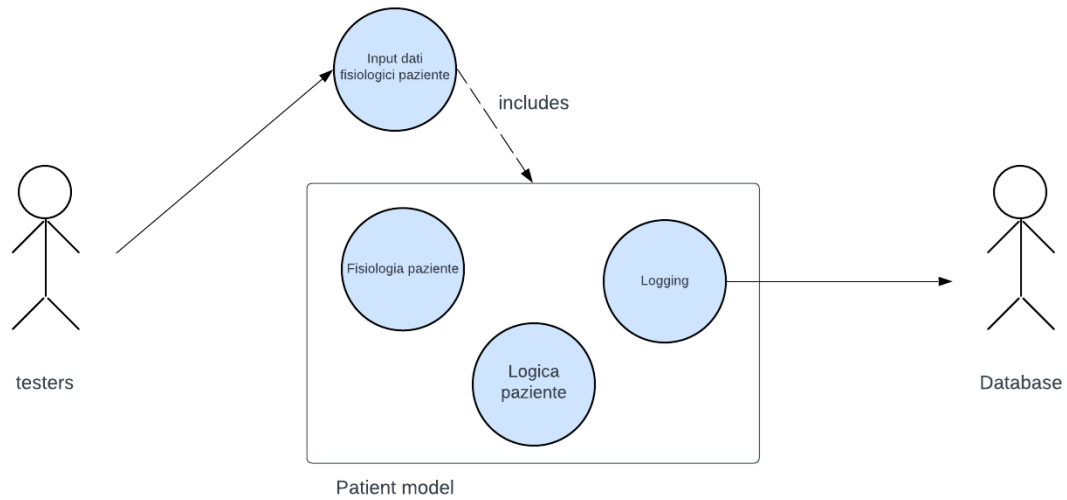 Input dati
fisiologici paziente
includes
Fisiologia paziente
Logging
Logica
paziente
testers
Database
Patient model